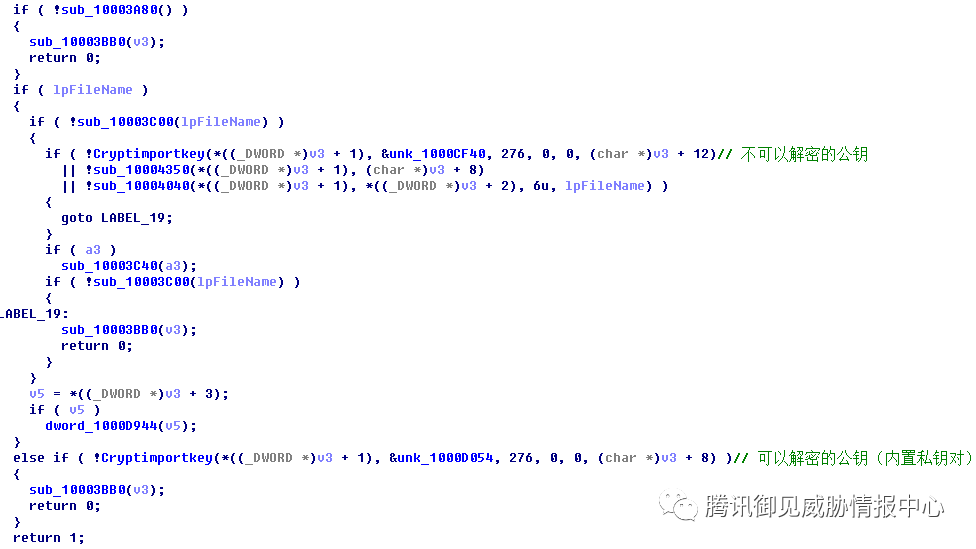 if ( !sub_10003A80() )
{
sub_10003BB0(v3);
return 0;
}
if ( lpFileName )
{
if ( !sub_10003C00(lpFileName) )
{
if ( !Cryptimportkey(*((_DWORD *)v3 + 1), &unk_1000CF40, 276, 0, 0, (char *)v3 + 12)// 不可以解密的公钥
|| !sub_10004350(*((_DWORD *)v3 + 1), (char *)v3 + 8)
|| !sub_10004040(*((_DWORD *)v3 + 1), *((_DWORD *)v3 + 2), 6u, lpFileName) )
{
goto LABEL_19;
}
if ( a3 )
sub_10003C40(a3);
if ( !sub_10003C00(lpFileName) )
{
LABEL_19:
sub_10003BB0(v3);
return 0;
}
}
v5 = *((_DWORD *)v3 + 3);
if ( v5 )
dword_1000D944(v5);
}
else if ( !Cryptimportkey(*((_DWORD *)v3 + 1), &unk_1000D054, 276, 0, 0, (char *)v3 + 8) )// 可以解密的公钥（内置私钥对）
{
sub_10003BB0(v3);
return 0;
}
return 1;
腾讯御见威胁情报中心